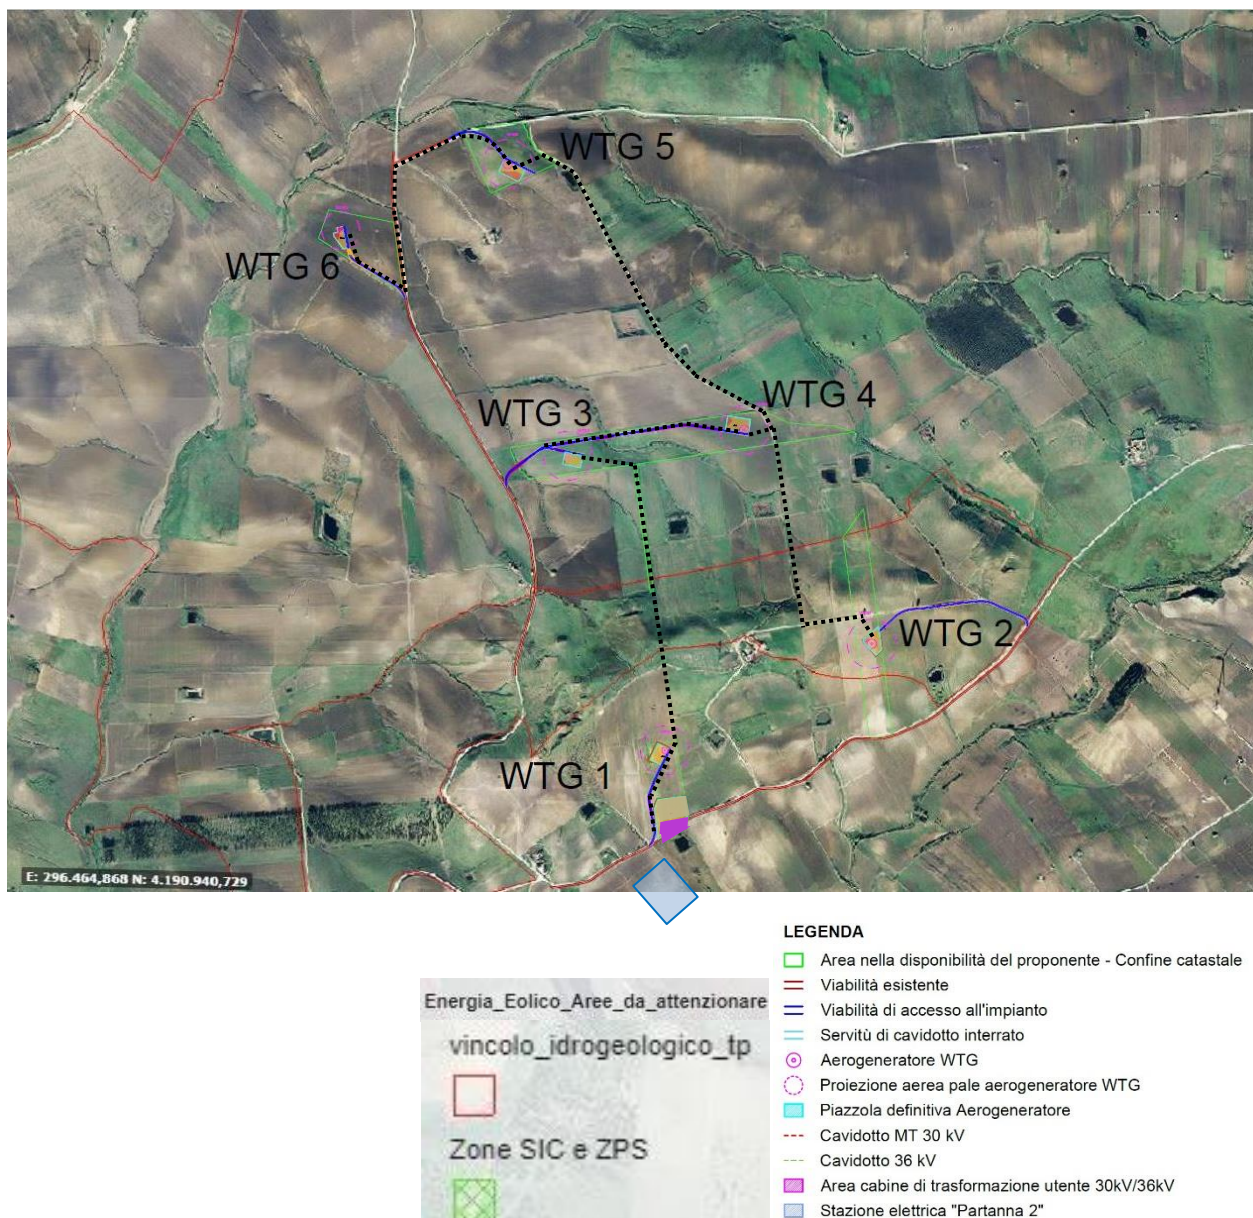 WTG 5
WTG 6
WTG 3
WTG 4
WTG 2
WTG 1
E: 296.464,868 N: 4.190.940,729
LEGENDA
Area nella disponibilità del proponente - Confine catastale
Viabilità esistente
Viabilità di accesso all'impianto
Servitù di cavidotto interrato
Aerogeneratore WTG
Proiezione aerea pale aerogeneratore WTG
Piazzola definitiva Aerogeneratore
Cavidotto MT 30 kV
Cavidotto 36 kV
Area cabine di trasformazione utente 30kV/36kV
Stazione elettrica "Partanna 2"
Energia_Eolico_Aree_da_attenzionare
vincolo_idrogeologico_tp
Zone SIC e ZPS